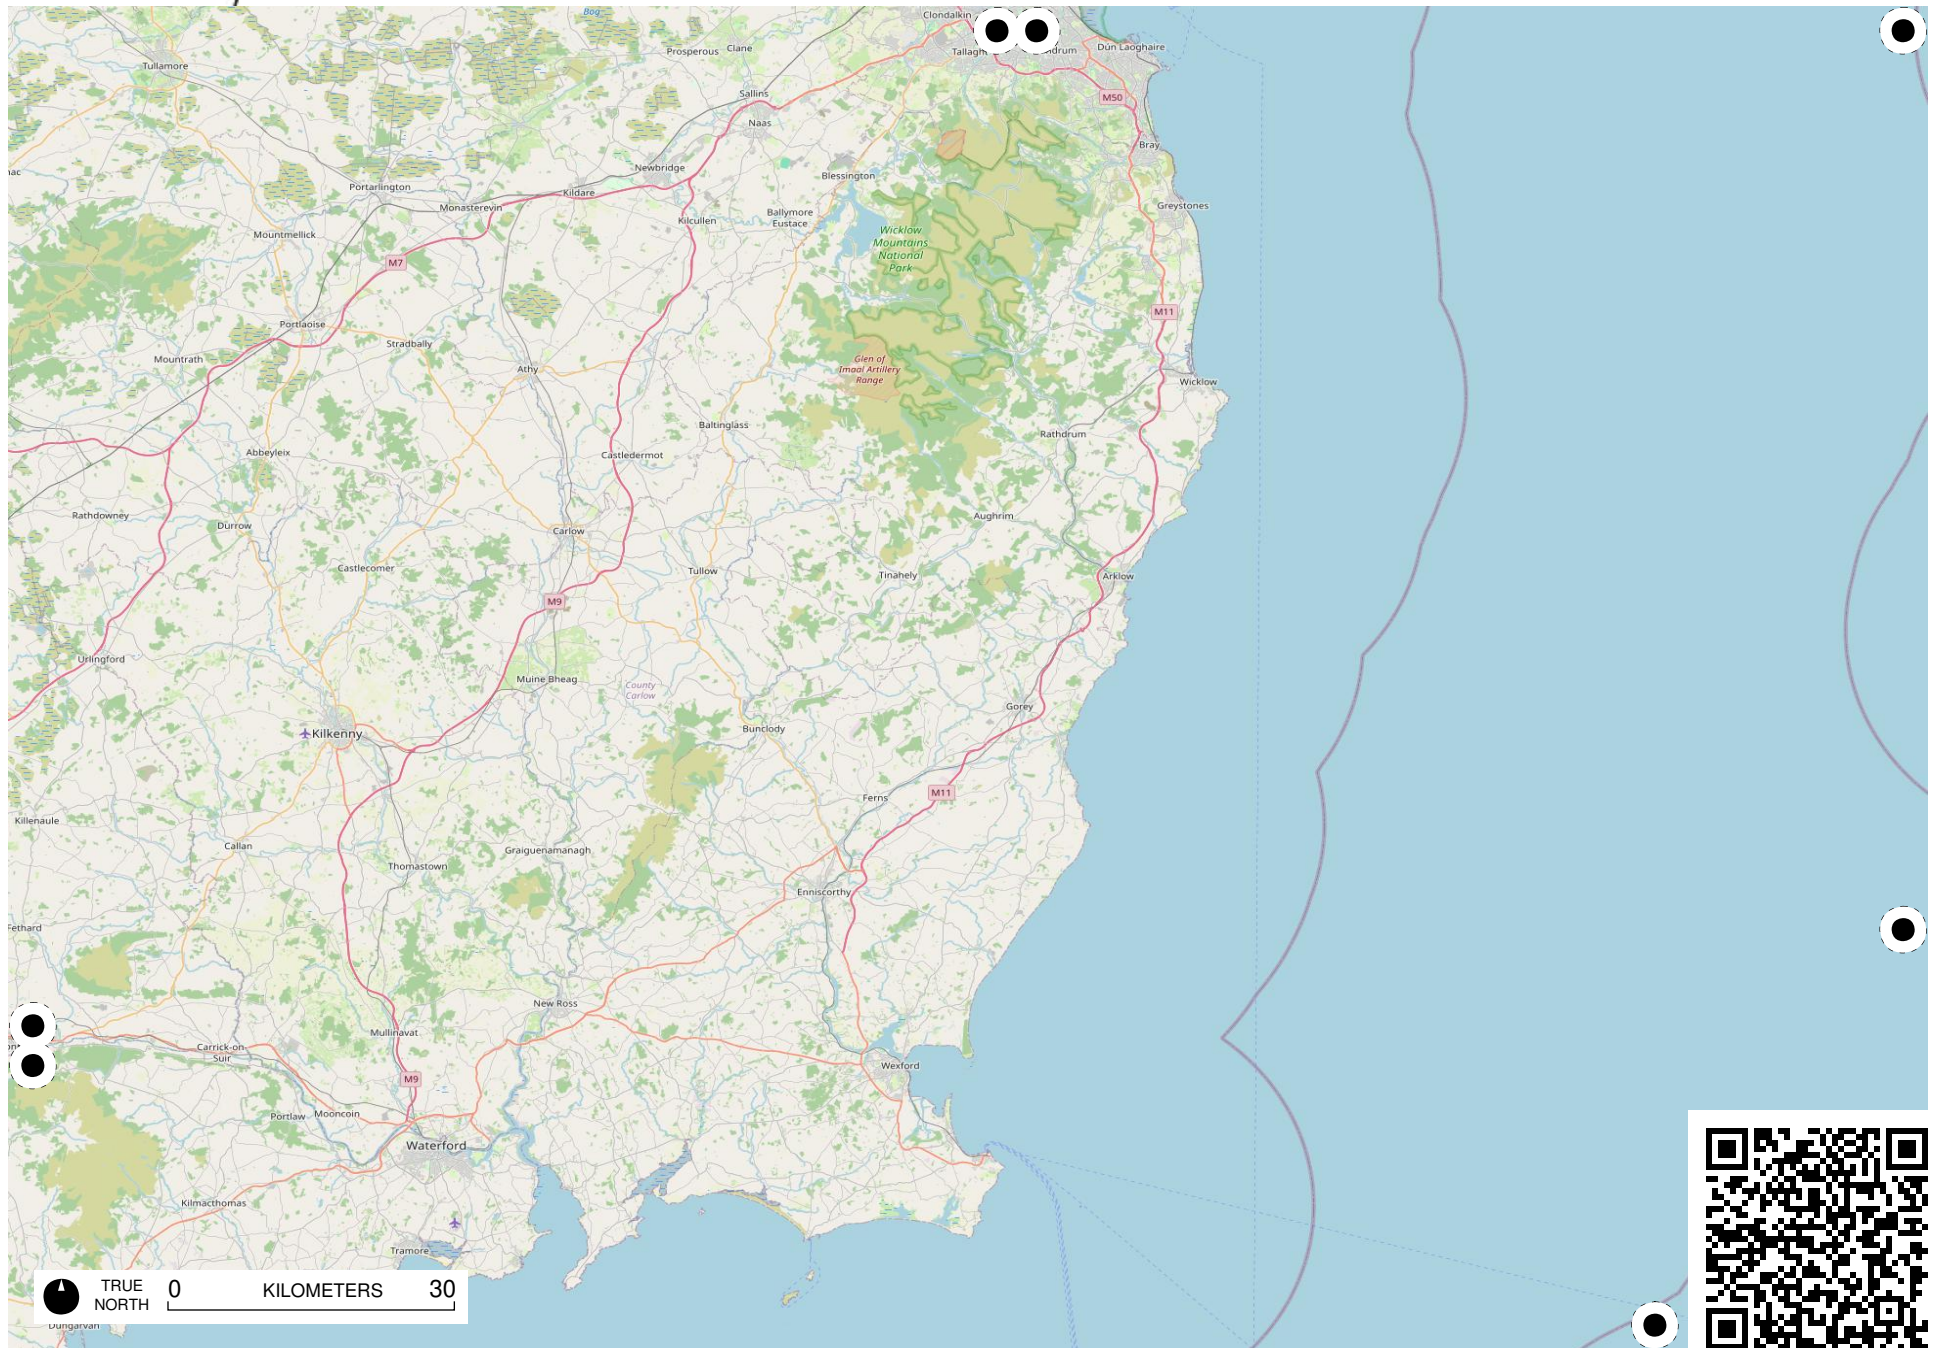 Bog
Clondalkin
Tallagh
ndrum
Dún Laoghaire
Prosperous
Clane
Tullamore
M50
Sallins
Naas
Bray
Newbridge
Blessington
Portarlington
Kildare
Monasterevin
Greystones
Kilcullen
Ballymore
Eustace
Mountmellick
Wicklow
Mountains
National
Park
M7
M11
Portlaoise
Stradbally
Mountrath
Athy
Glen of
Imaal Artillery
Range
Wicklow
Baltinglass
Rathdrum
Abbeyleix
Castledermot
Rathdowney
Durrow
Aughrim
Carlow
Castlecomer
Tullow
Tinahely
Arklow
M9
Urlingford
Muine Bheag
County
Carlow
Gorey
Kilkenny
Bunclody
Ferns
M11
Killenaule
Callan
Graiguenamanagh
Thomastown
Enniscorthy
Fethard
New Ross
Mullinavat
Carrick-on
Suir
Wexford
M9
Portlaw
Mooncoin
Waterford
Kilmacthomas
Tramore
TRUE
NORTH
0
KILOMETERS
30
Dungarvan